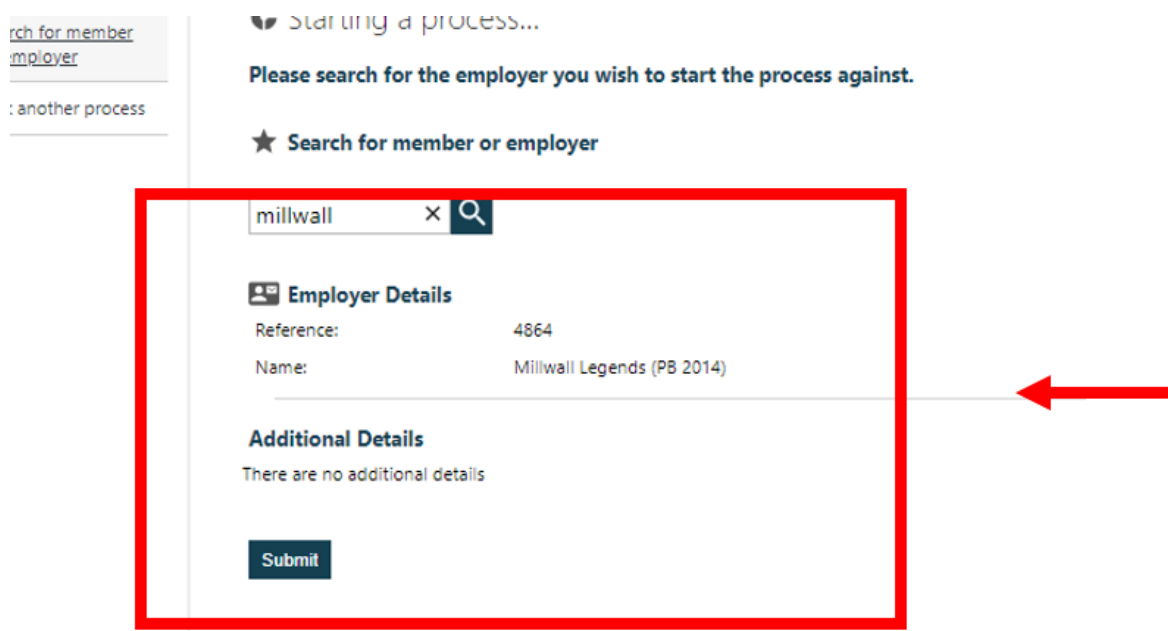 rch for member
employer
another process
Starting a process...
Please search for the employer you wish to start the process against.
Search for member or employer
millwall
Employer Details
Reference: 4864
Name: Millwall Legends (PB 2014)
Additional Details
There are no additional details
Submit